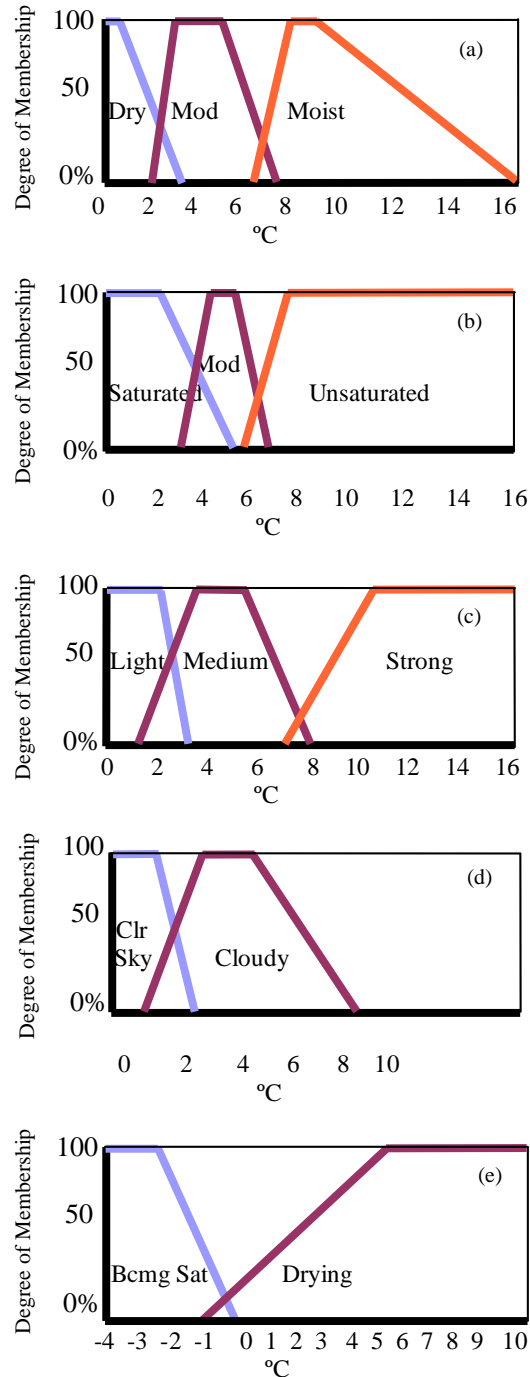 Degree of Membership
100
(a)
50
Dry Mod Moist
0%
0 2 4 6 8 10 12 14 16
ºC
Degree of Membership
100
(b)
50
Mod
Saturated Unsaturated
0%
0 2 4 6 8 10 12 14 16
ºC
Degree of Membership
100
(c)
50
Light Medium Strong
0%
0 2 4 6 8 10 12 14 16
ºC
Degree of Membership
100
(d)
50
Clr
Sky Cloudy
0%
0 2 4 6 8 10
ºC
Degree of Membership
100
(e)
50
Bcmg Sat Drying
0%
-4 -3 -2 -1 0 1 2 3 4 5 6 7 8 9 10
ºC